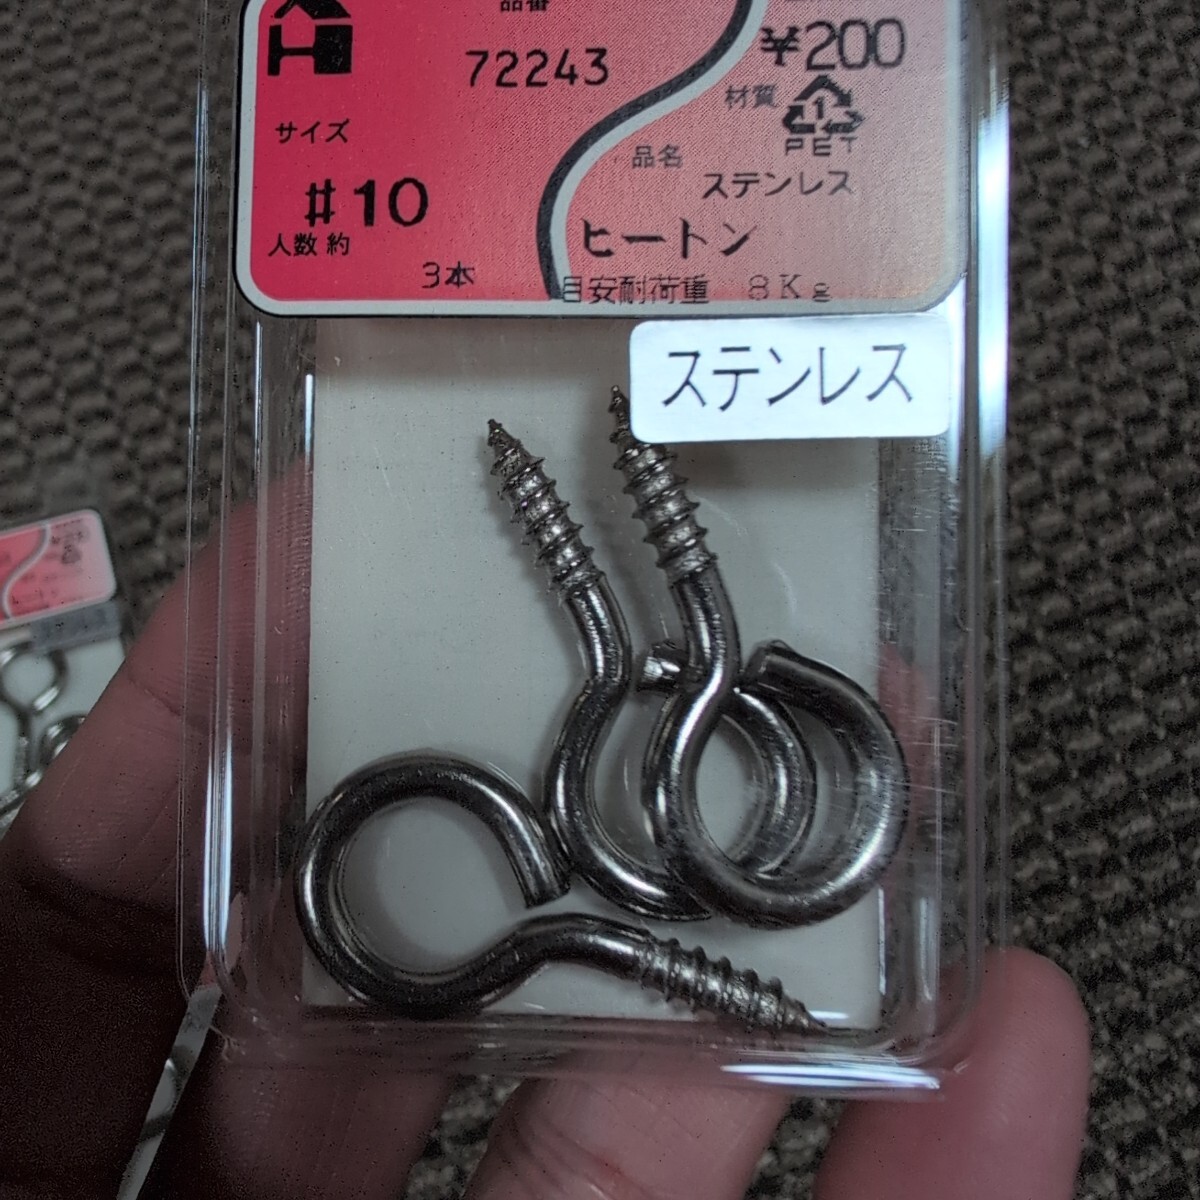 品番
72243
¥200
サイズ
#10
材質
1
PET
品名
ステンレス
ヒートン
人数 約
3本
目安耐荷重 8Kg
ステンレス